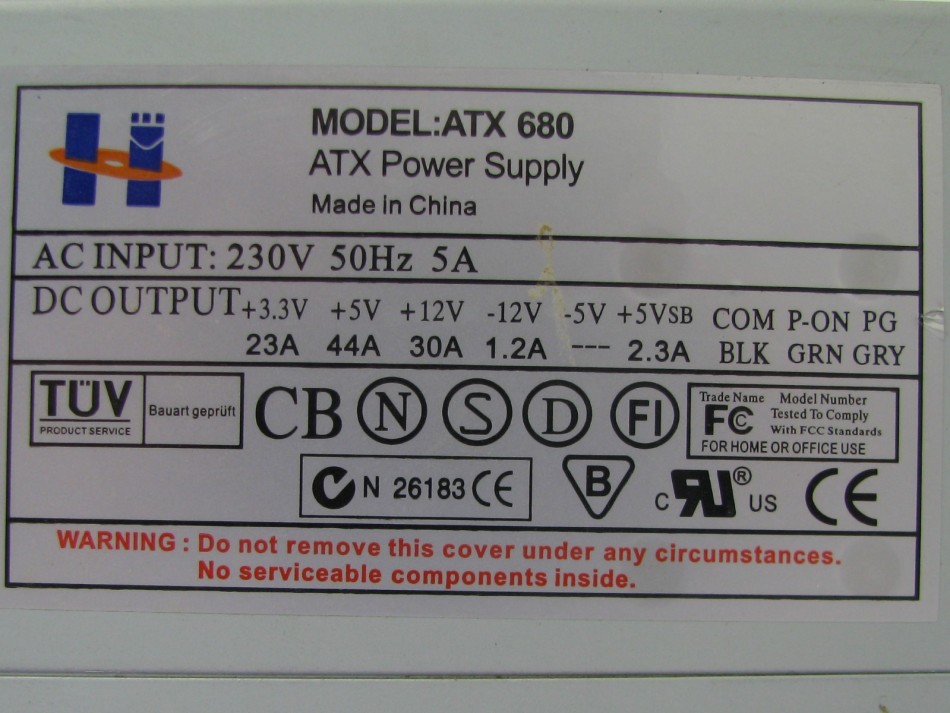 MODEL:ATX 680
ATX Power Supply
Made in China
AC INPUT: 230V 50Hz 5A
DC OUTPUT +3.3V +5V +12V -12V -5V +5VSB COM P-ON PG
23A 44A 30A 1.2A --- 2.3A BLK GRN GRY
TÜV
PRODUCT SERVICE
Bauart geprüft
CB N S D FI
Trade Name Model Number
FC Tested To Comply
With FCC Standards
FOR HOME OR OFFICE USE
N 26183 CE
B
C RU ® US
CE
WARNING : Do not remove this cover under any circumstances.
No serviceable components inside.